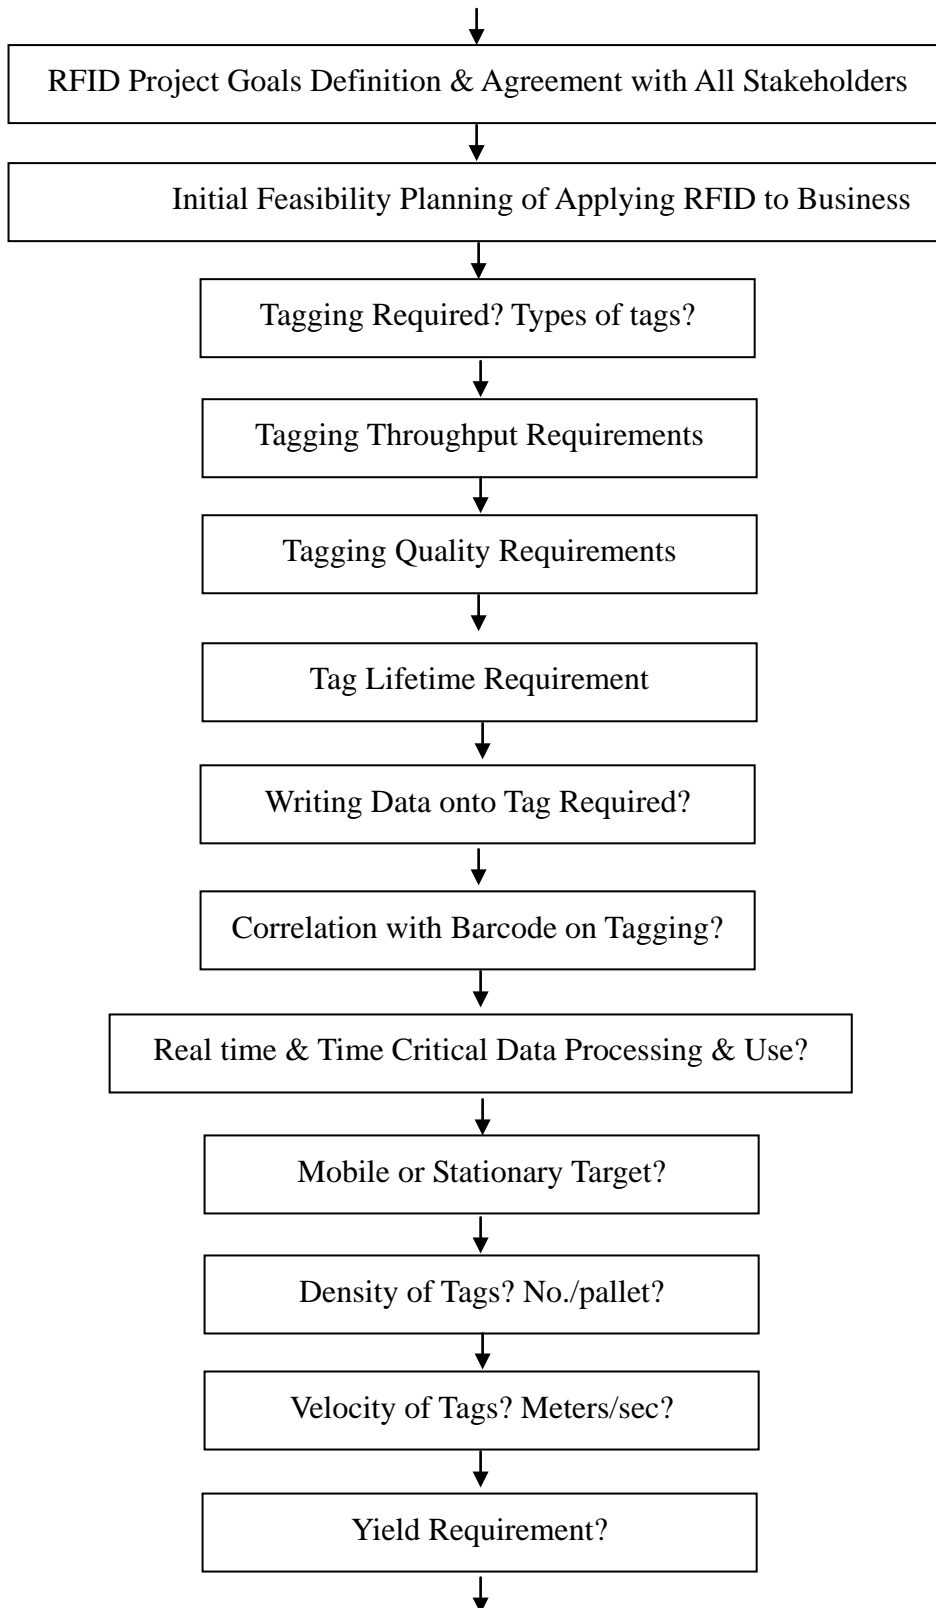 RFID Project Goals Definition & Agreement with All Stakeholders
Initial Feasibility Planning of Applying RFID to Business
Tagging Required? Types of tags?
Tagging Throughput Requirements
Tagging Quality Requirements
Tag Lifetime Requirement
Writing Data onto Tag Required?
Correlation with Barcode on Tagging?
Real time & Time Critical Data Processing & Use?
Mobile or Stationary Target?
Density of Tags? No./pallet?
Velocity of Tags? Meters/sec?
Yield Requirement?